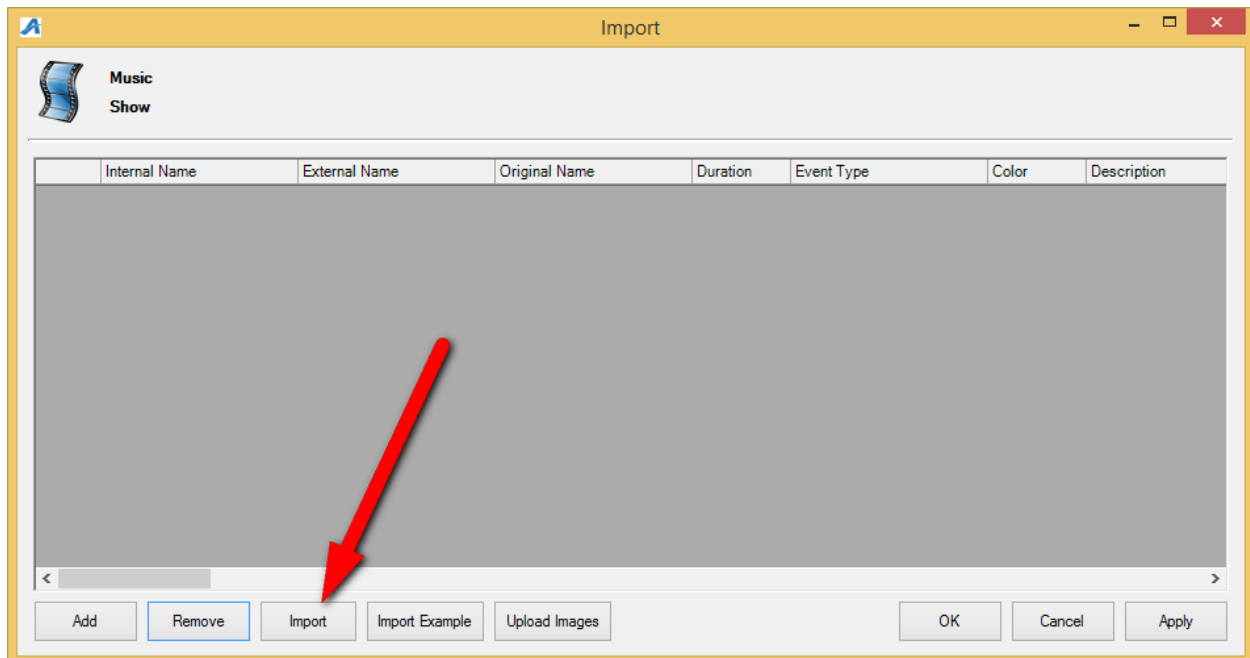 Import
Music
Show
Internal Name External Name Original Name Duration Event Type Color Description
Add Remove Import Import Example Upload Images OK Cancel Apply